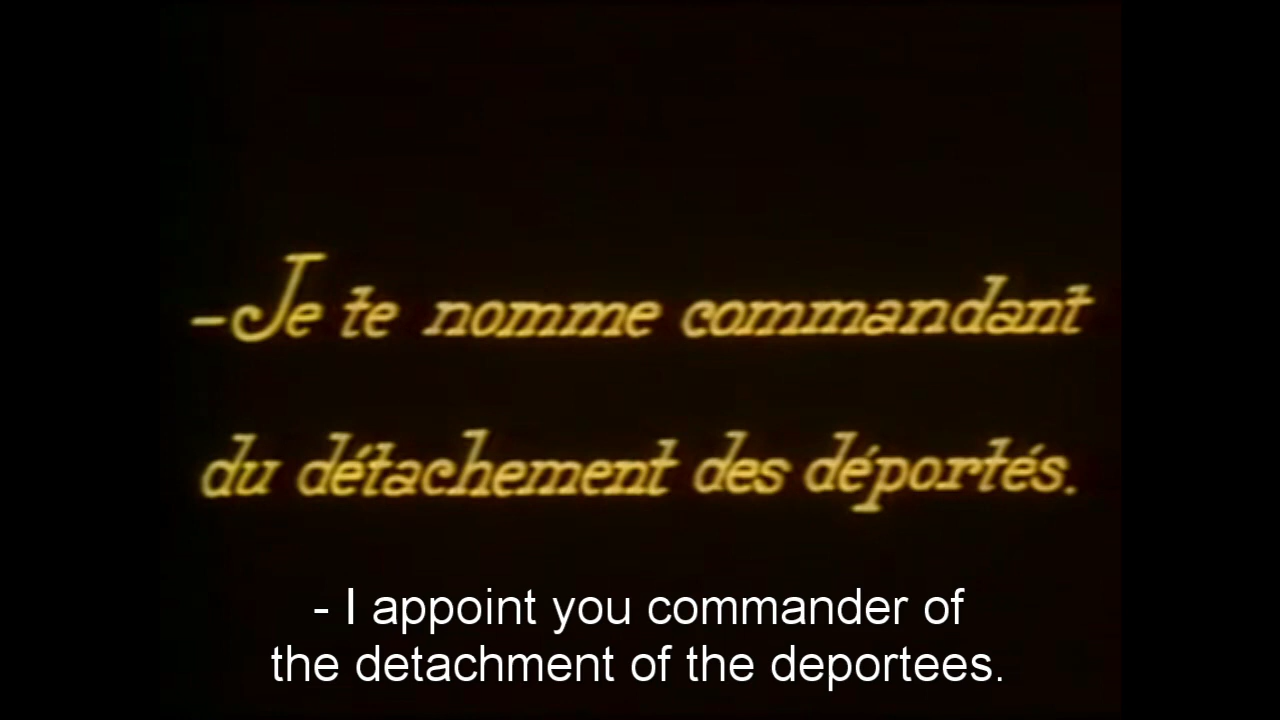 -Je te nomme commandant
du détachement des déportés.
- I appoint you commander of
the detachment of the deportees.